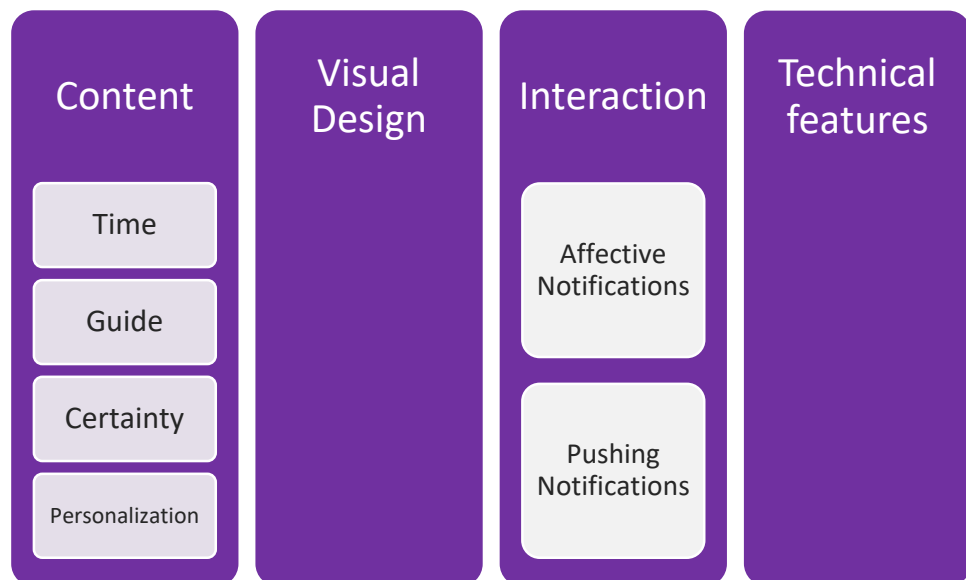 Content
Time
Guide
Certainty
Personalization
Visual
Design
Interaction
Affective
Notifications
Pushing
Notifications
Technical
features